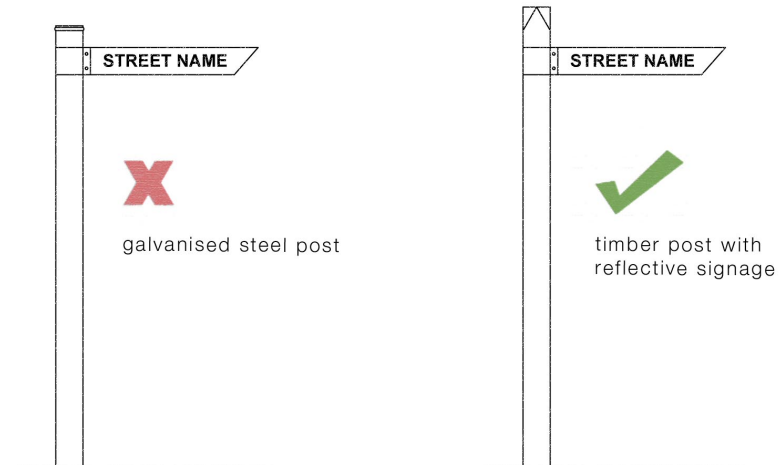 STREET NAME
STREET NAME
galvanised steel post
timber post with
reflective signage